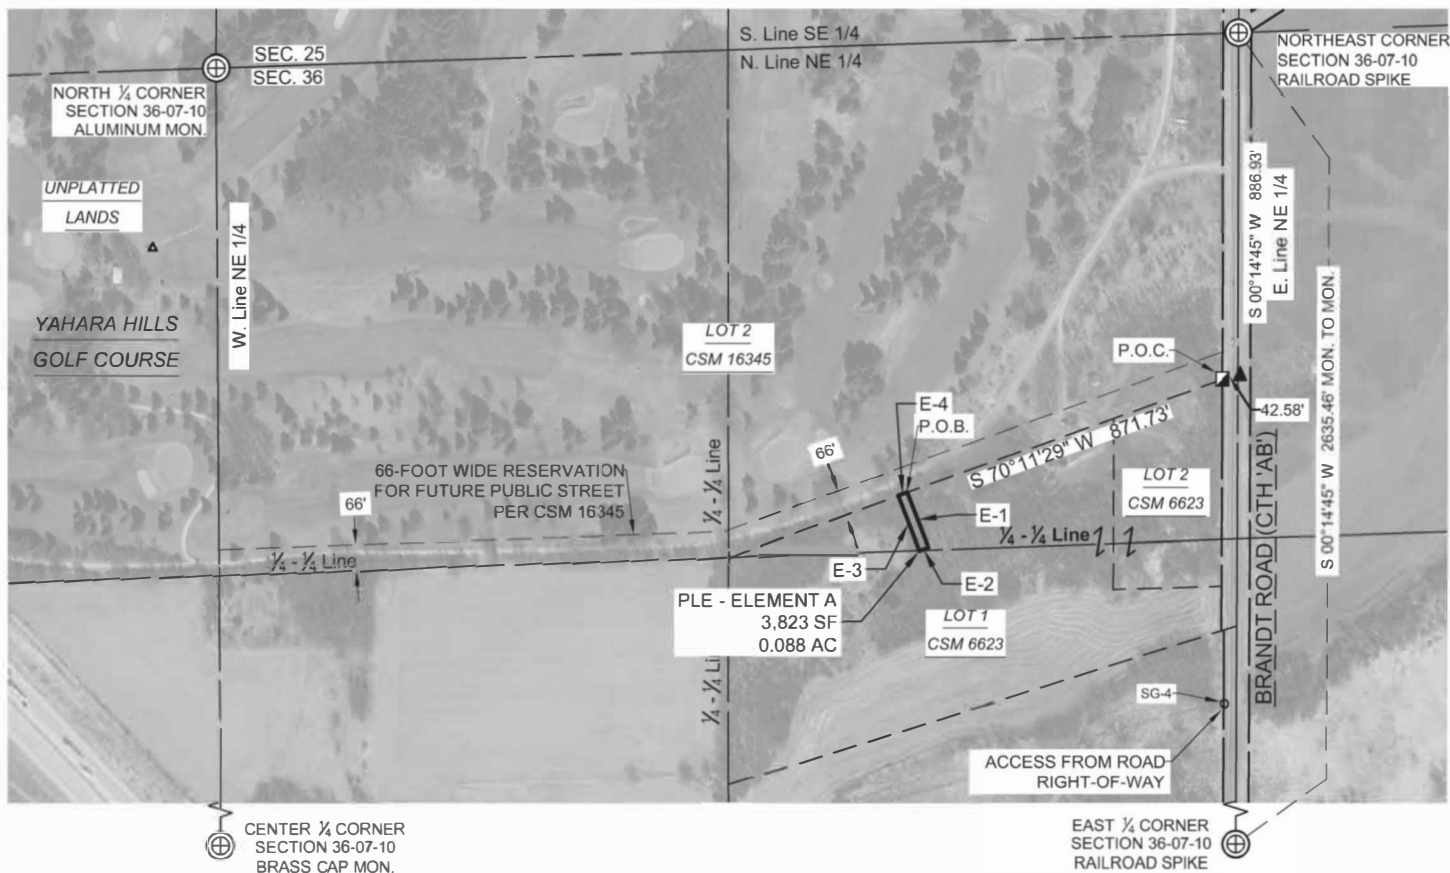 S. Line SE 1/4
N. Line NE 1/4
SEC. 25
SEC. 36
NORTH ¼ CORNER
SECTION 36-07-10
ALUMINUM MON.
NORTHEAST CORNER
SECTION 36-07-10
RAILROAD SPIKE
UNPLATTED
LANDS
W. Line NE 1/4
YAHARA HILLS
GOLF COURSE
S 00°14'45" W 886.93'
E. Line NE 1/4
S 00°14'45" W 2635.46' MON. TO MON.
LOT 2
CSM 16345
P.O.C.
42.58'
E-4
P.O.B.
S 70°11'29" W 871.73'
66'
66-FOOT WIDE RESERVATION
FOR FUTURE PUBLIC STREET
PER CSM 16345
66'
¼ - ¼ Line
LOT 2
CSM 6623
E-1
¼ - ¼ Line
¼ - ¼ Line
E-3
E-2
BRANDT ROAD (CTH 'AB')
PLE - ELEMENT A
3,823 SF
0.088 AC
LOT 1
CSM 6623
¼ - ¼ Li
SG-4
ACCESS FROM ROAD
RIGHT-OF-WAY
CENTER ¼ CORNER
SECTION 36-07-10
BRASS CAP MON.
EAST ¼ CORNER
SECTION 36-07-10
RAILROAD SPIKE